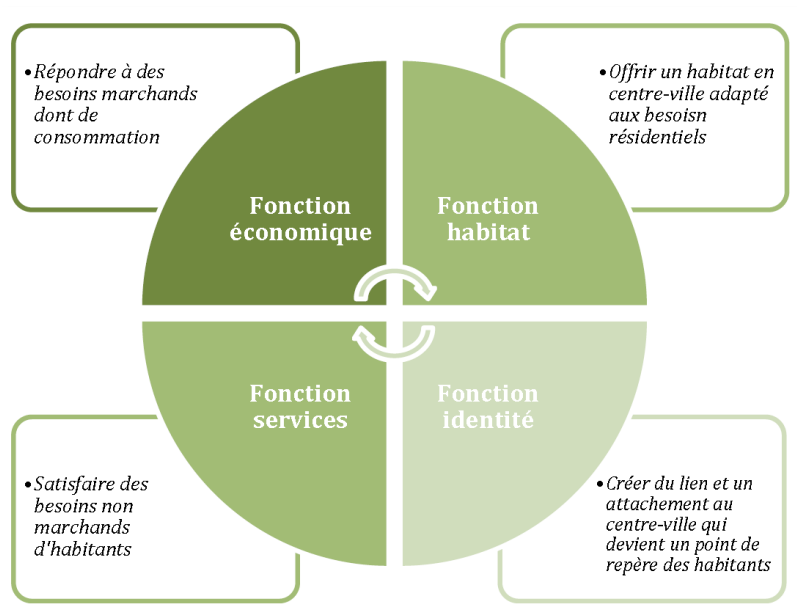 •Répondre à des
besoins marchands
dont de
consommation
Fonction
économique
•Offrir un habitat en
centre-ville adapté
aux besoisn
résidentiels
Fonction
habitat
Fonction
services
•Satisfaire des
besoins non
marchands
d'habitants
Fonction
identité
•Créer du lien et un
attachement au
centre-ville qui
devient un point de
repère des habitants